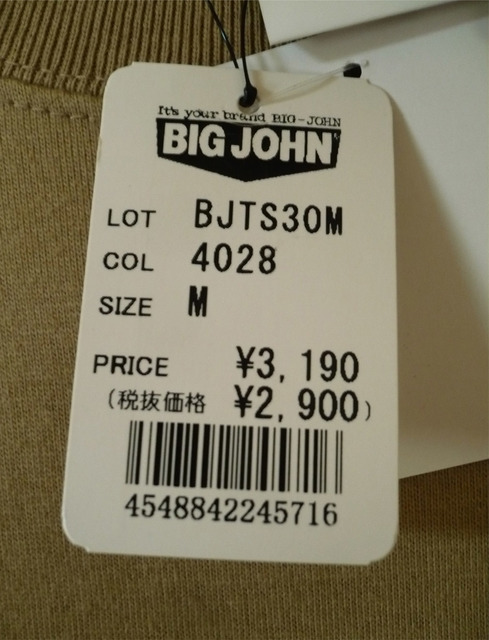 It's your brand BIG-JOHN
BIG JOHN
LOT BJTS30M
COL 4028
SIZE M
PRICE ¥3,190
(税抜価格 ¥2,900)
4548842245716